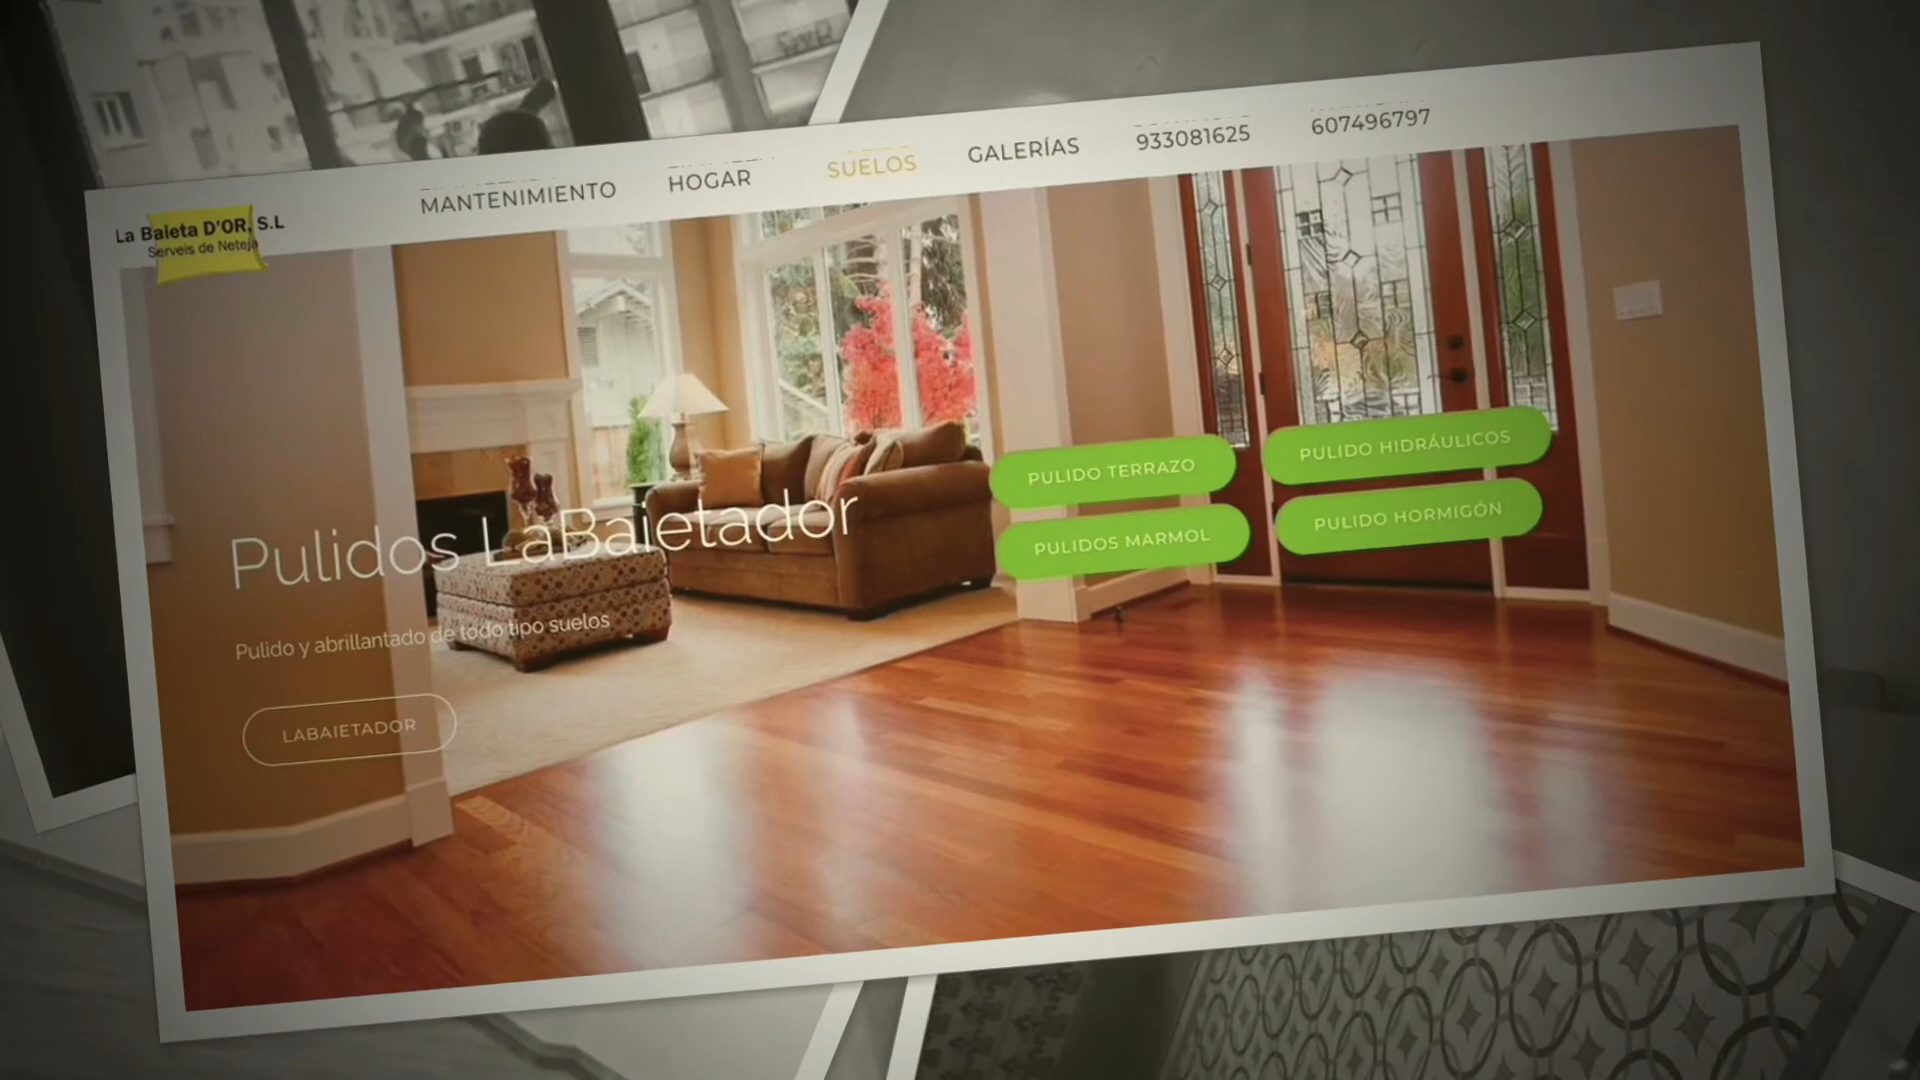 La Baleta D'OR, S.L
Serveis de Neteja
MANTENIMIENTO
HOGAR
SUELOS
GALERÍAS
933081625
607496797
Pulidos LaBaietador
Pulido y abrillantado de todo tipo suelos
LABAIETADOR
PULIDO TERRAZO
PULIDO HIDRÁULICOS
PULIDOS MARMOL
PULIDO HORMIGÓN